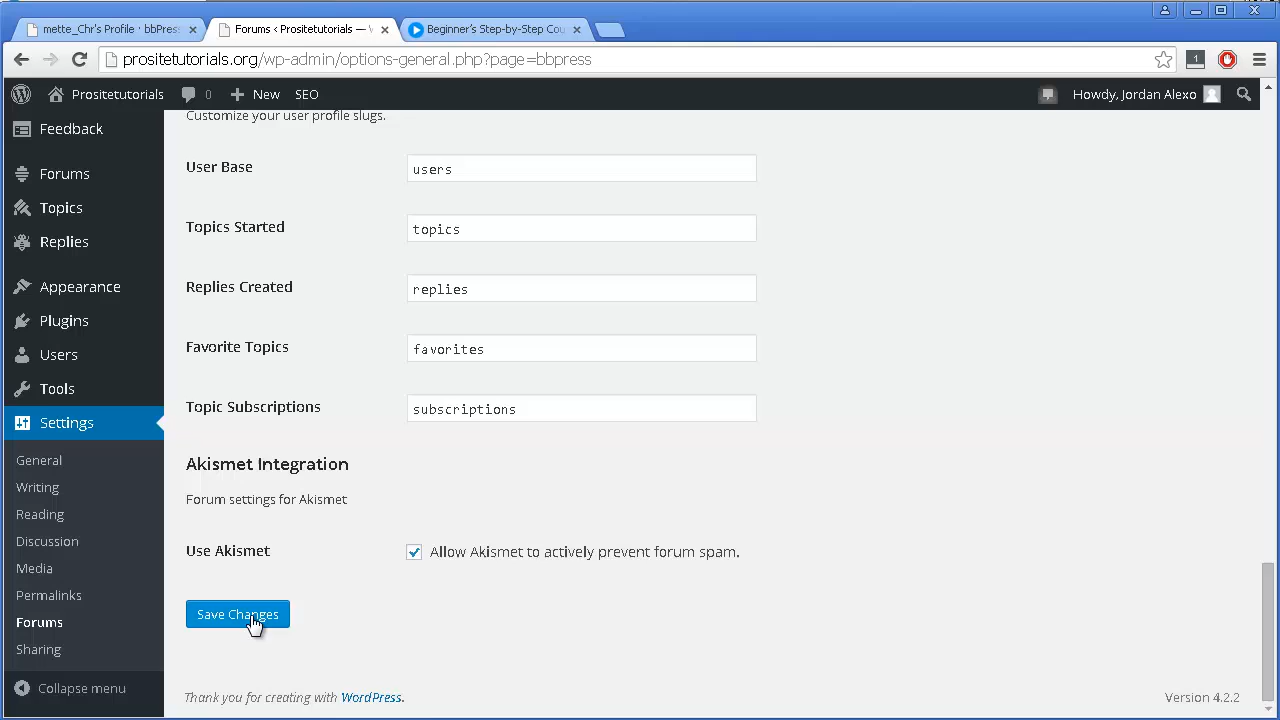 mette_Chr's Profile · bbPres
Forums ‹ Prositetutorials — V
Beginner's Step-by-Step Cou
prositetutorials.org/wp-admin/options-general.php?page=bbpress
1
Prositetutorials
0
New
SEO
Howdy, Jordan Alexo
Feedback
Forums
Topics
Replies
Appearance
Plugins
Users
Tools
Settings
General
Writing
Reading
Discussion
Media
Permalinks
Forums
Sharing
Collapse menu
Customize your user profile slugs.
User Base
users
Topics Started
topics
Replies Created
replies
Favorite Topics
favorites
Topic Subscriptions
subscriptions
Akismet Integration
Forum settings for Akismet
Use Akismet
Allow Akismet to actively prevent forum spam.
Save Changes
Thank you for creating with WordPress.
Version 4.2.2